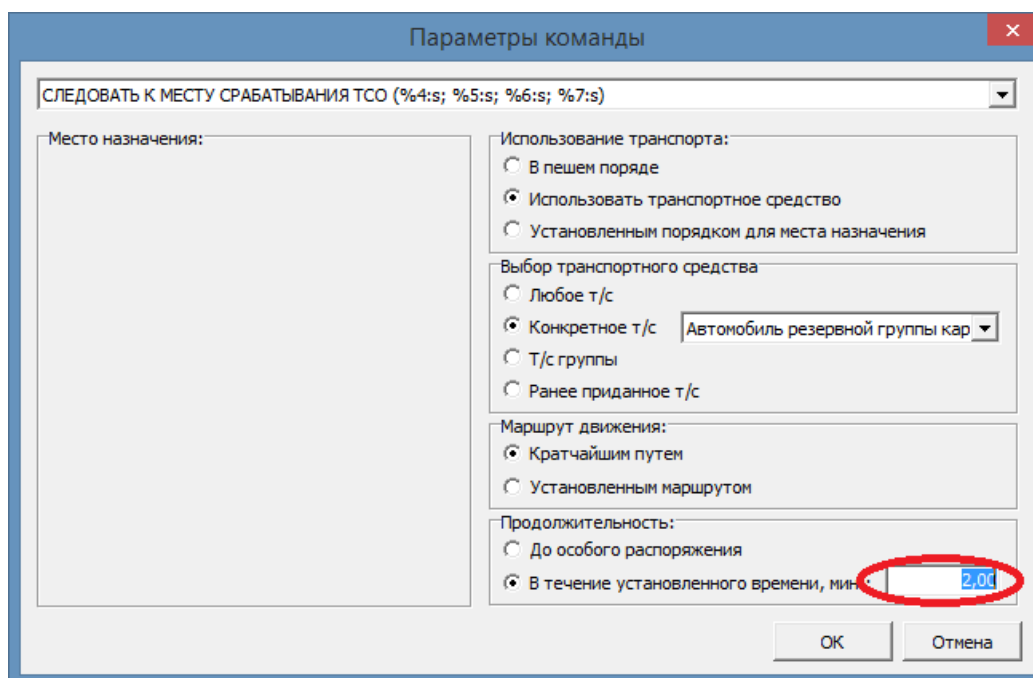 Параметры команды
СЛЕДОВАТЬ К МЕСТУ СРАБАТЫВАНИЯ ТСО (%4:s; %5:s; %6:s; %7:s)
Место назначения:
Использование транспорта:
В пешем поряде
Использовать транспортное средство
Установленным порядком для места назначения
Выбор транспортного средства
Любое т/с
Конкретное т/с
Автомобиль резервной группы кар
Т/с группы
Ранее приданное т/с
Маршрут движения:
Кратчайшим путем
Установленным маршрутом
Продолжительность:
До особого распоряжения
В течение установленного времени, мин.: 2,00
ОК
Отмена